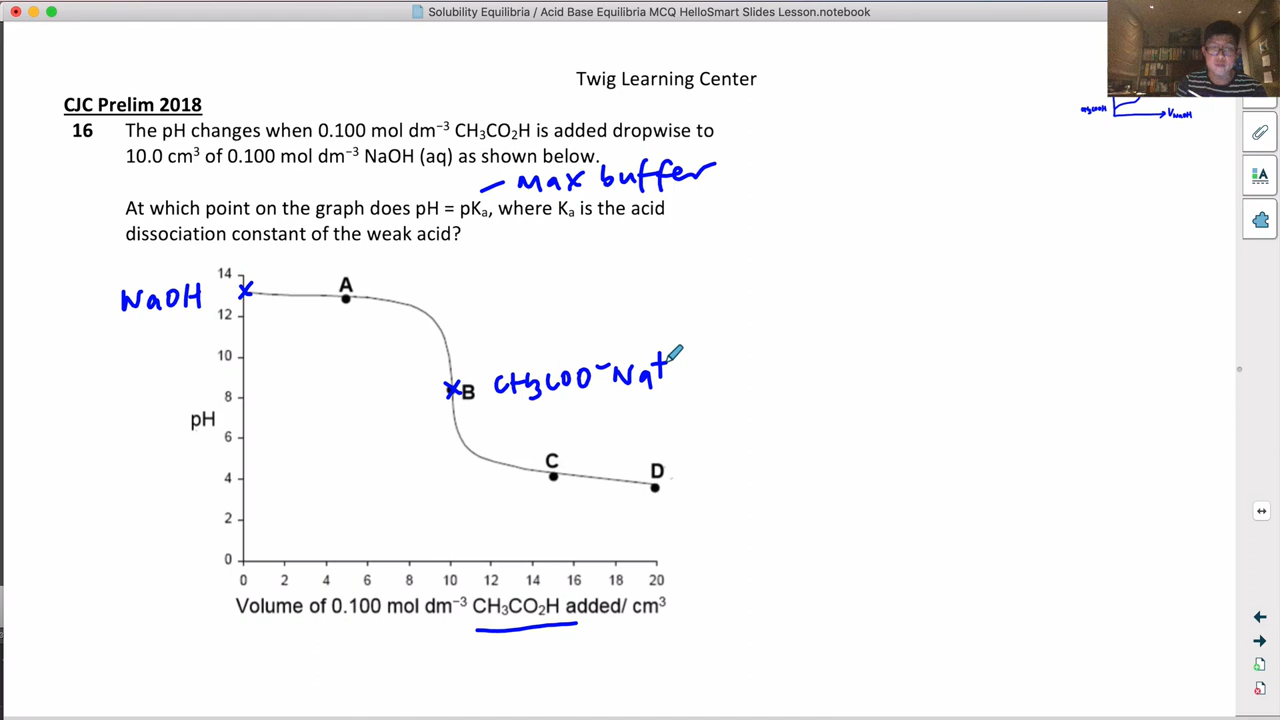 Solubility Equilibria / Acid Base Equilibria MCQ HelloSmart Slides Lesson.notebook
Twig Learning Center
CJC Prelim 2018
CH3COOH
VNaOH
16 The pH changes when 0.100 mol dm⁻³ CH₃CO₂H is added dropwise to
10.0 cm³ of 0.100 mol dm⁻³ NaOH (aq) as shown below.
– max buffer
At which point on the graph does pH = pKₐ, where Kₐ is the acid
dissociation constant of the weak acid?
14
12
10
8
6
4
2
0
pH
NaOH
A
B
CH3COO⁻Na⁺
C
D
0 2 4 6 8 10 12 14 16 18 20
Volume of 0.100 mol dm⁻³ CH₃CO₂H added/ cm³